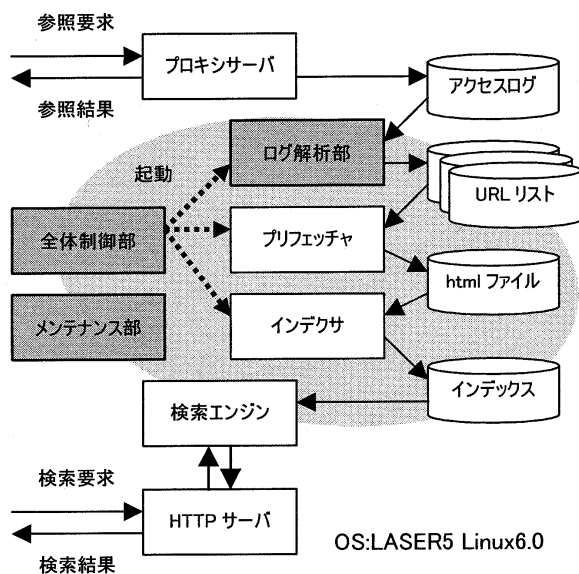 参照要求
プロキシサーバ
参照結果
アクセスログ
ログ解析部
起動
URL リスト
全体制御部
プリフェッチャ
html ファイル
メンテナンス部
インデクサ
インデックス
検索エンジン
検索要求
HTTP サーバ
検索結果
OS:LASER5 Linux6.0